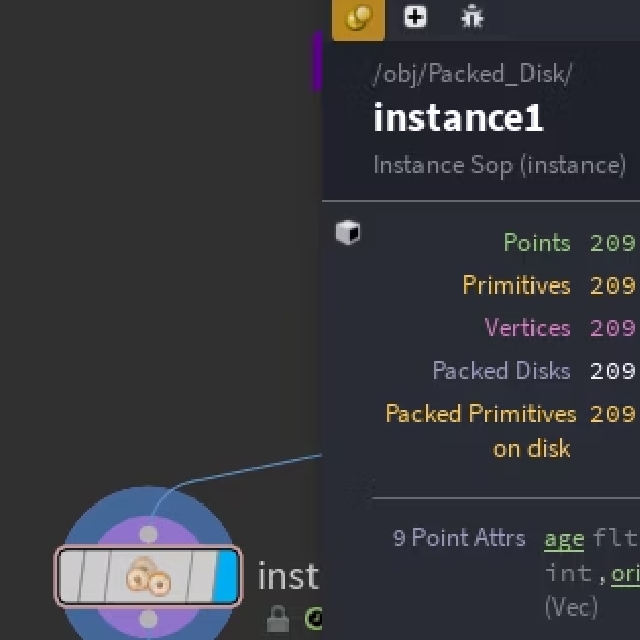 /obj/Packed_Disk/
instance1
Instance Sop (instance)
Points 209
Primitives 209
Vertices 209
Packed Disks 209
Packed Primitives 209
on disk
9 Point Attrs age flt
int , ori
(Vec)
inst